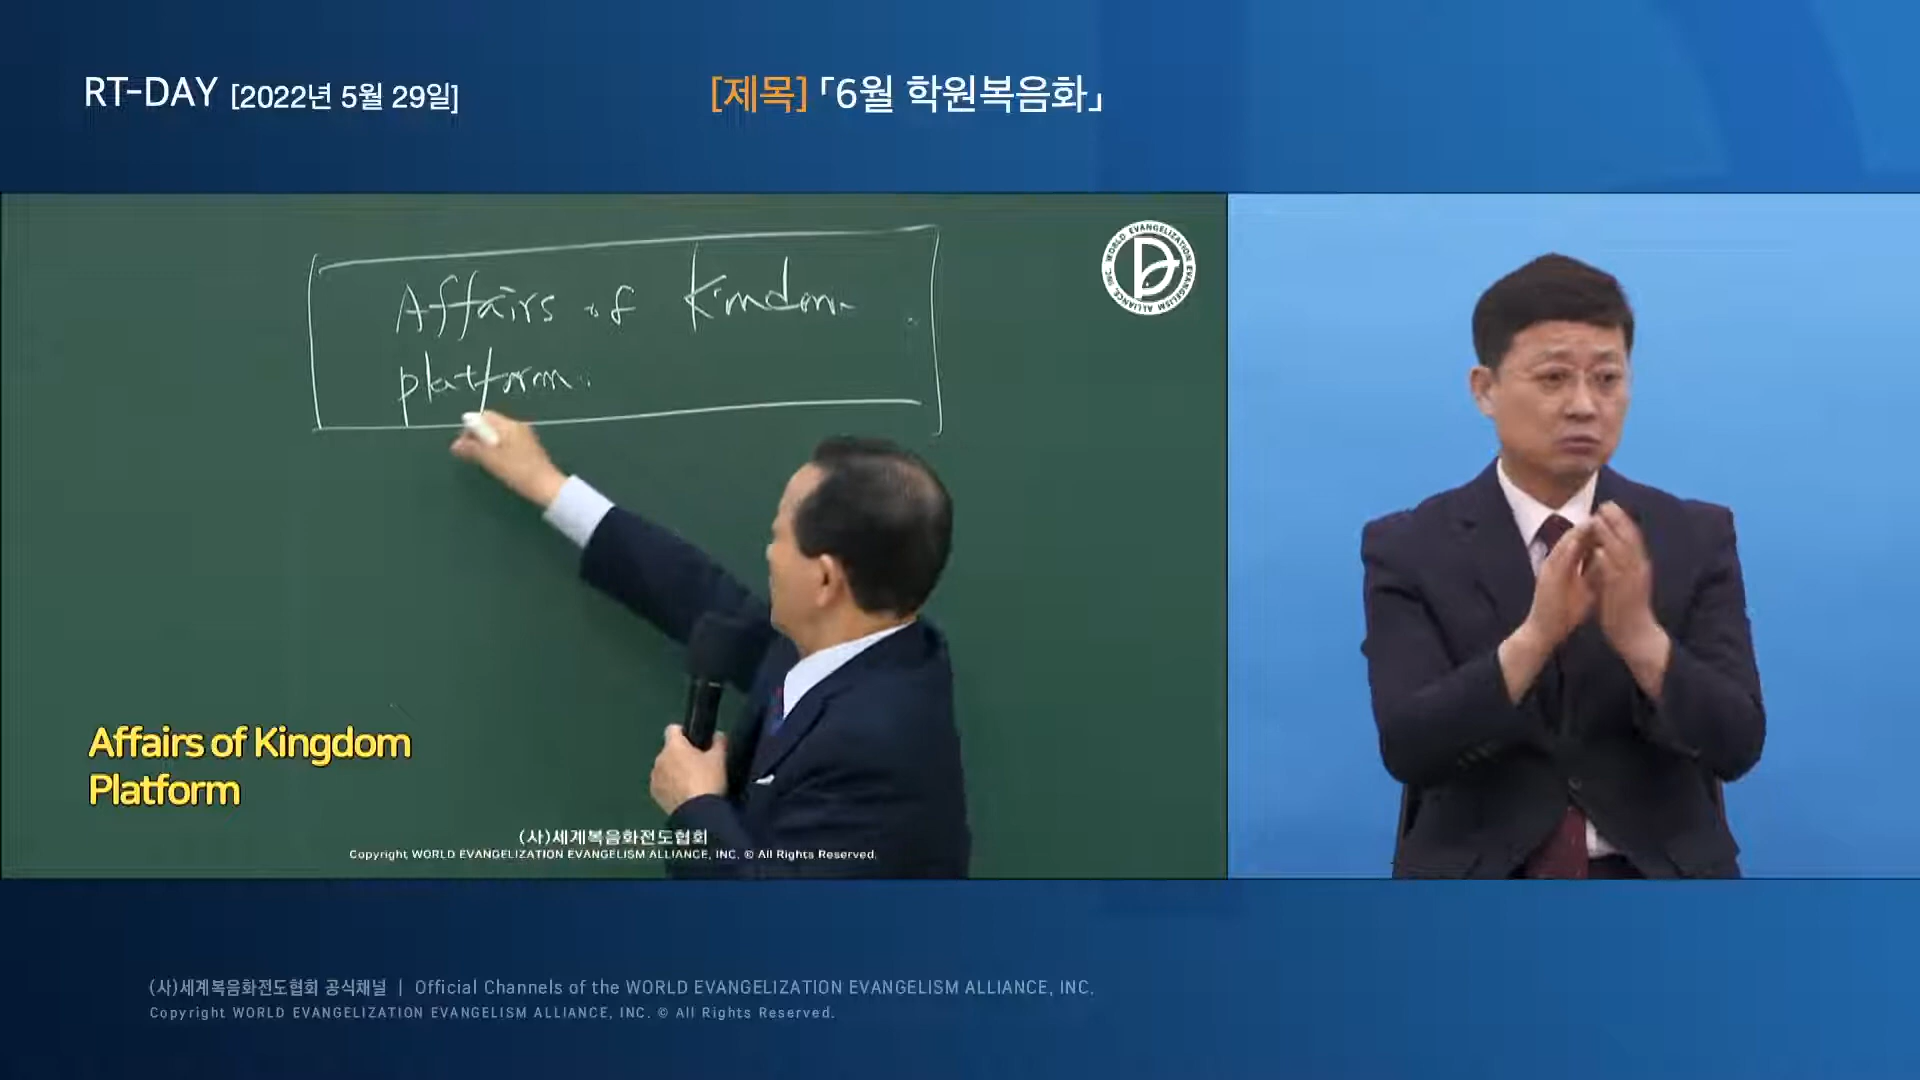 RT-DAY [2022년 5월 29일]
[제목] 「6월 학원복음화」
WORLD EVANGELIZATION EVANGELISM ALLIANCE, INC.
Affairs of Kindom
platform.
Affairs of Kingdom
Platform
(사)세계복음화전도협회
Copyright WORLD EVANGELIZATION EVANGELISM ALLIANCE, INC. © All Rights Reserved.
(사)세계복음화전도협회 공식채널 | Official Channels of the WORLD EVANGELIZATION EVANGELISM ALLIANCE, INC.
Copyright WORLD EVANGELIZATION EVANGELISM ALLIANCE, INC. © All Rights Reserved.